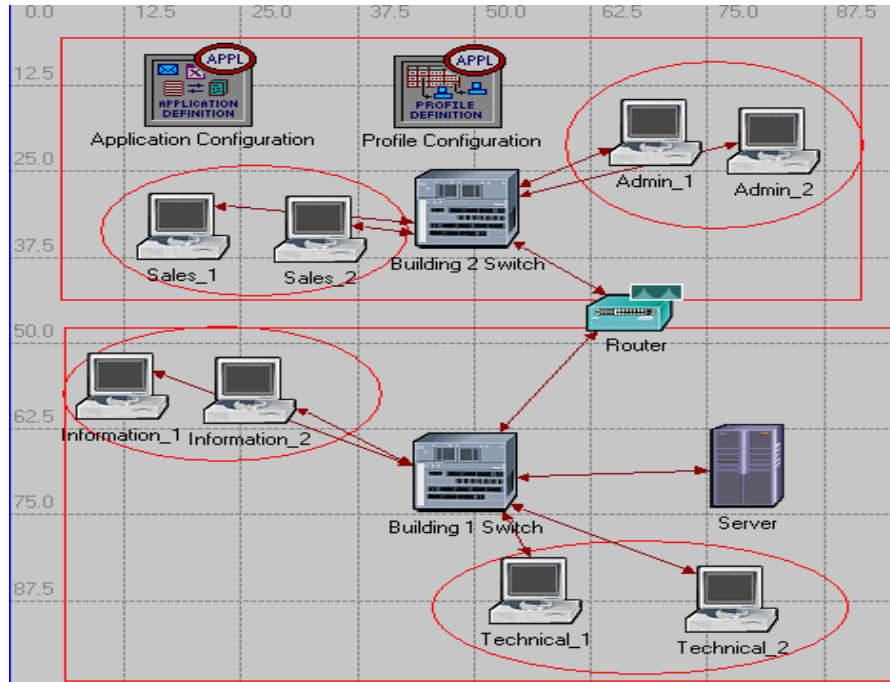 0.0 12.5 25.0 37.5 50.0 62.5 75.0 87.5
12.5
APPL
APPLICATION
DEFINITION
Application Configuration
APPL
PROFILE
DEFINITION
Profile Configuration
Admin_1
Admin_2
25.0
37.5
Sales_1
Sales_2
Building 2 Switch
Router
50.0
Information_1
Information_2
62.5
75.0
Building 1 Switch
Server
87.5
Technical_1
Technical_2